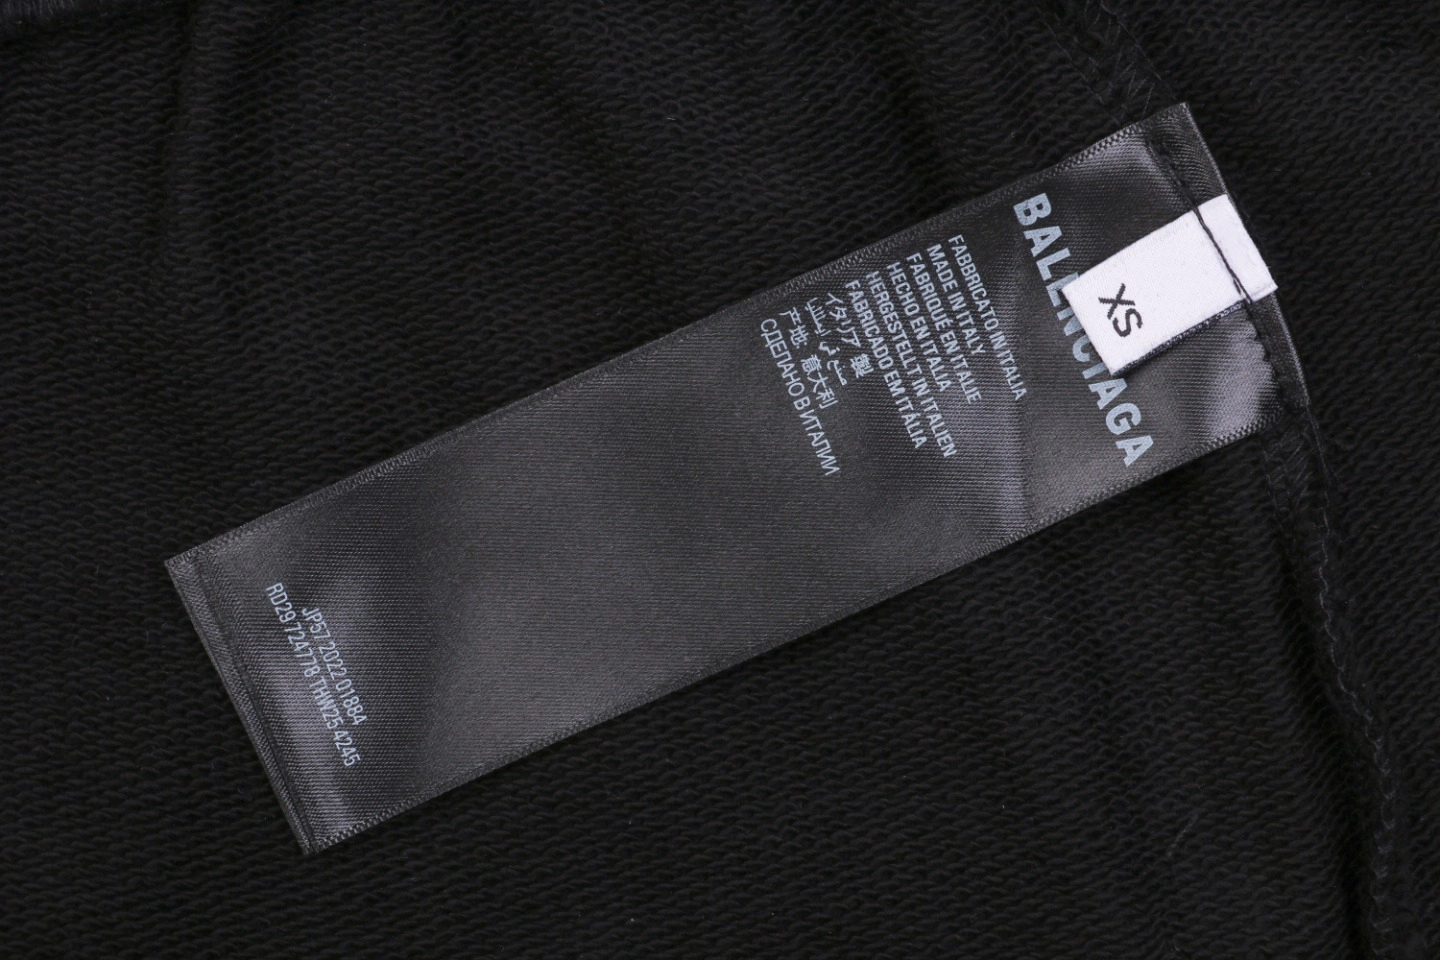 BALENCIAGA
XS
FABBRICATO IN ITALIA
MADE IN ITALY
FABRIQUÉ EN ITALIE
HECHO EN ITALIA
HERGESTELLT IN ITALIEN
FABRICADO EM ITÁLIA
イタリア 製
产地: 意大利
СДЕЛАНО В ИТАЛИИ
JP57 2022 01884
RD29 724778 THW25 4245